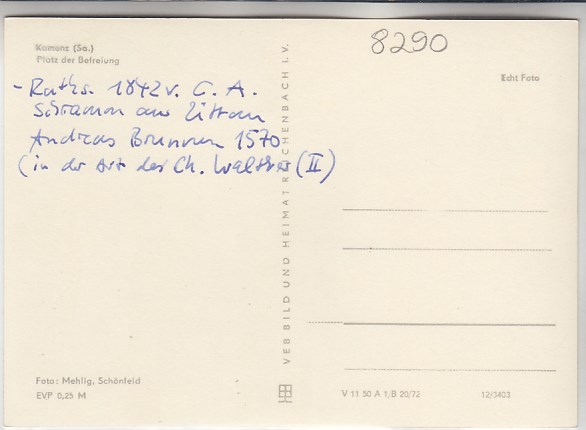 8290
Kamenz (Sa.)
Platz der Befreiung
Echt Foto
- Raths. 1842 v. C. A.
Schramm aus Zittau
Andreas Brunnen 1570
(in der Art des Ch. Walther (II)
VEB BILD UND HEIMAT REICHENBACH I. V.
Foto: Mehlig, Schönfeld
EVP 0,25 M
V 11 50 A 1/B 20/72
12/3403